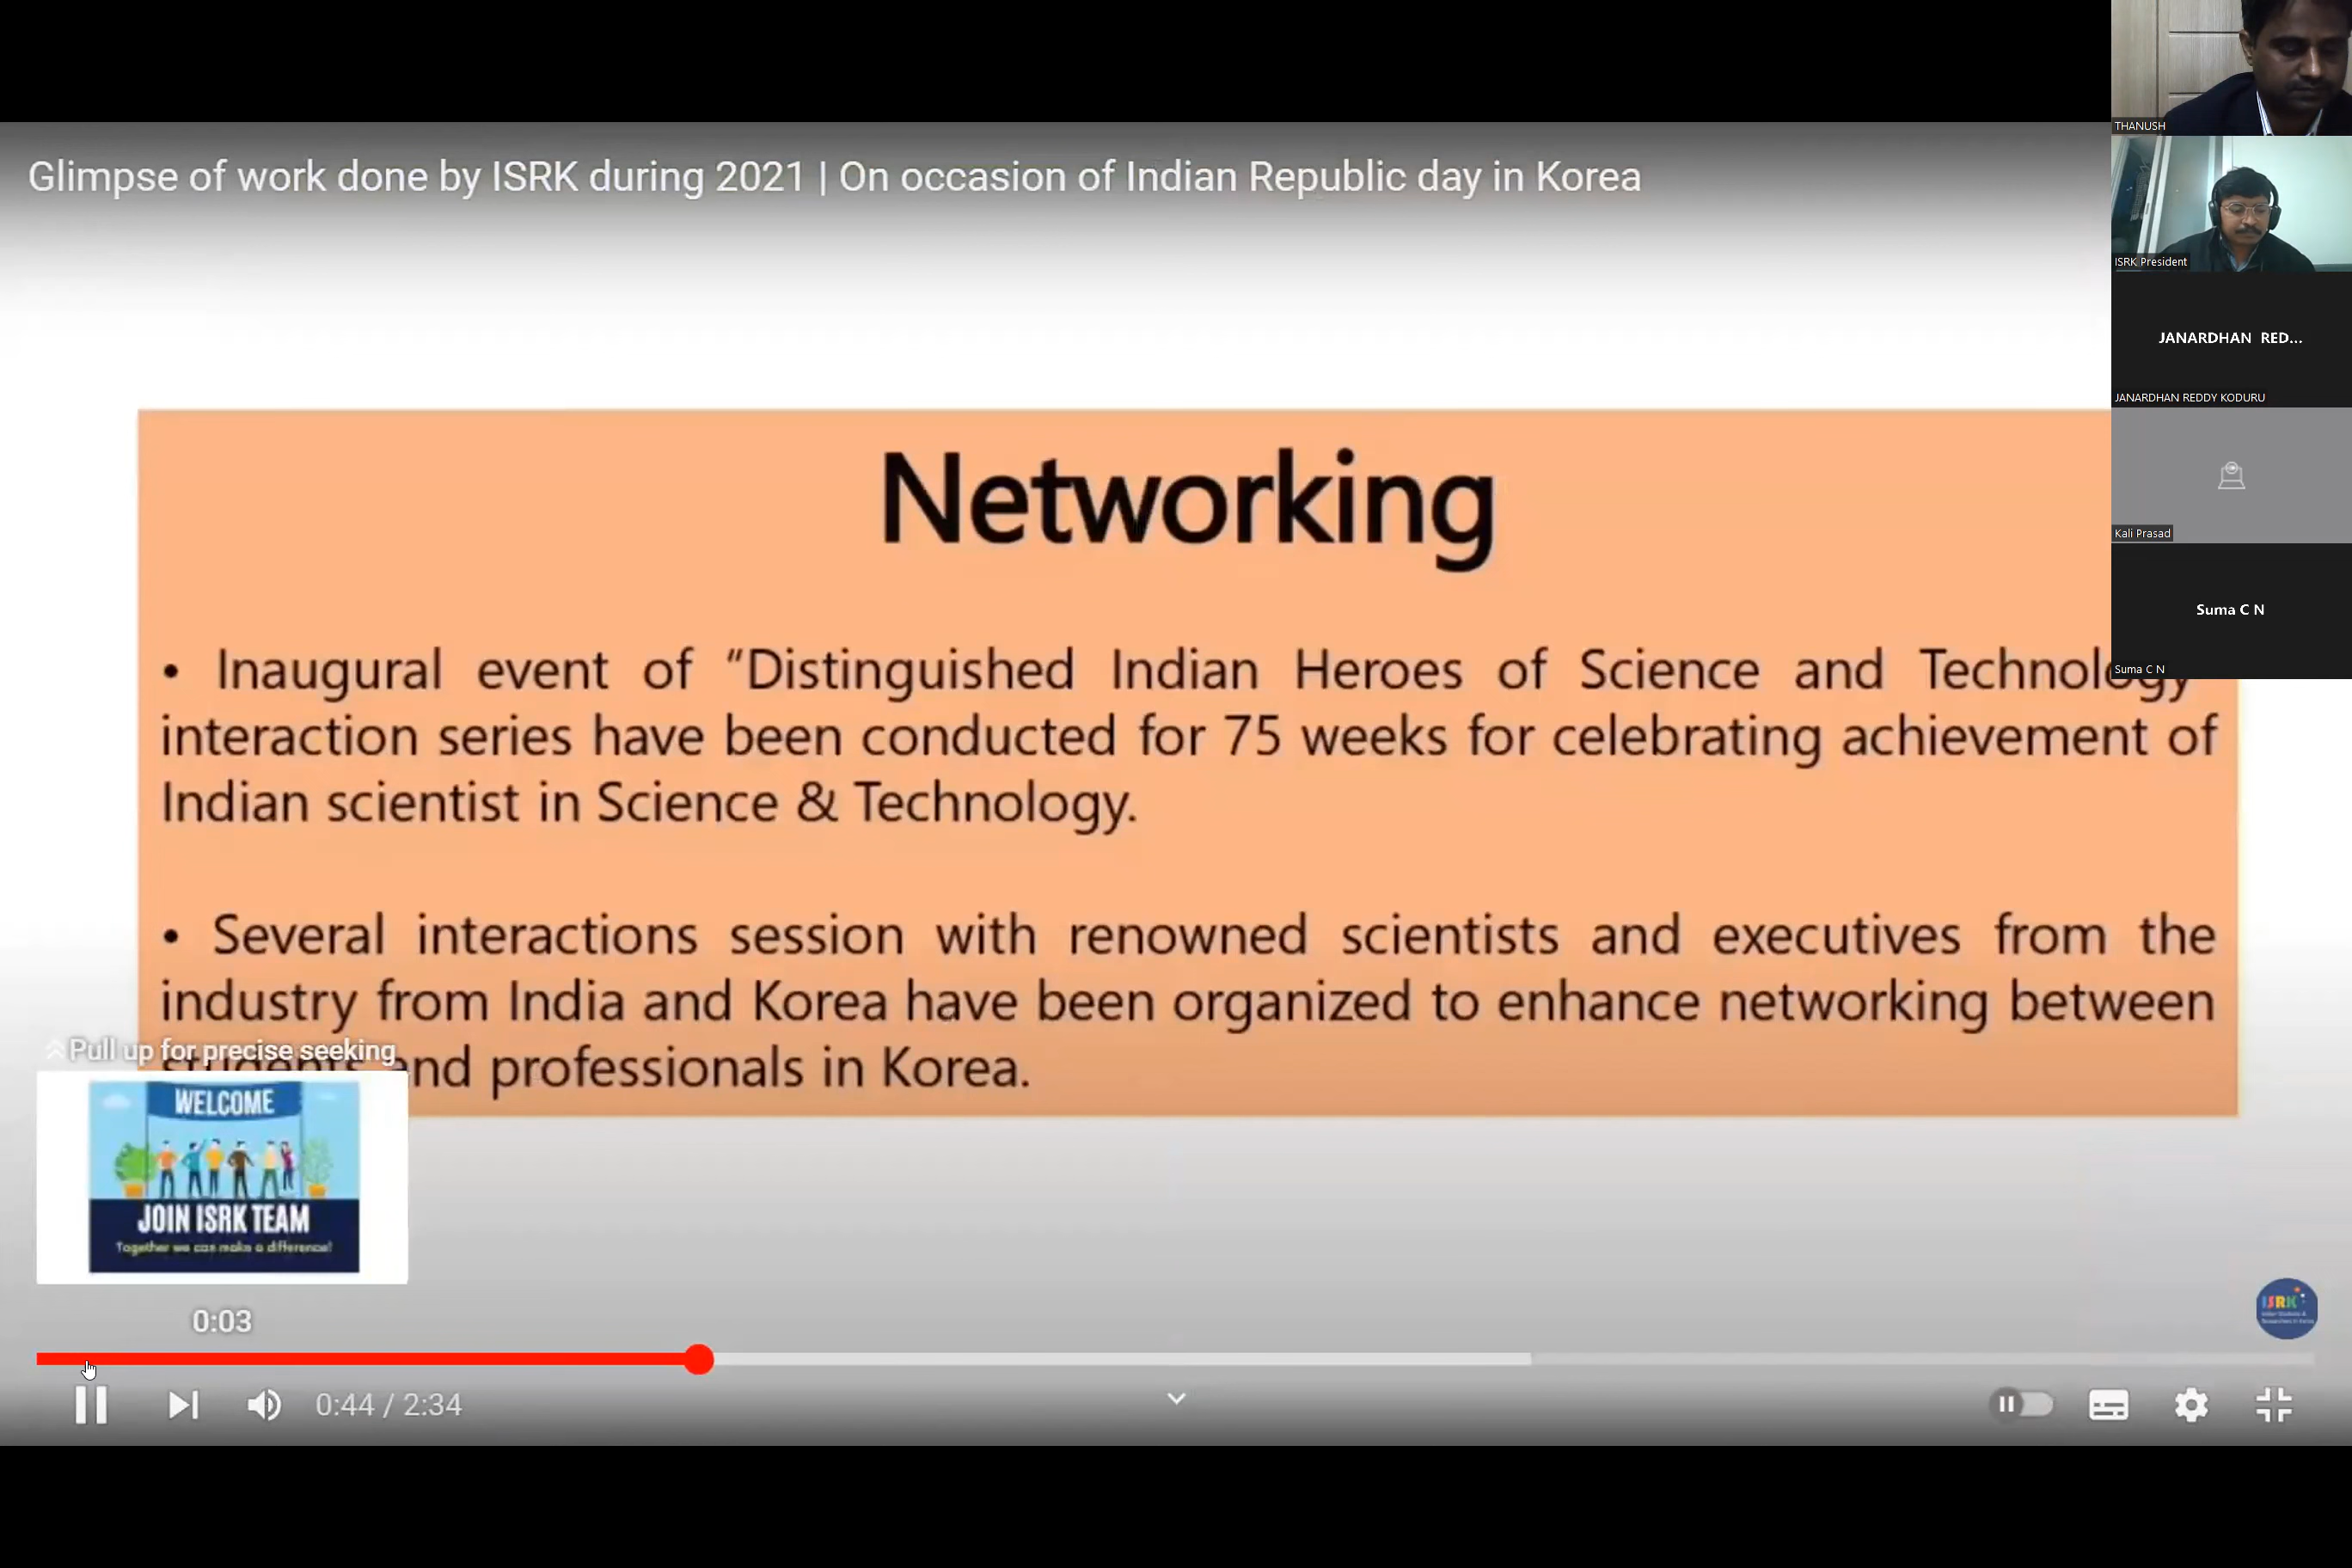 Glimpse of work done by ISRK during 2021 | On occasion of Indian Republic day in Korea
THANUSH
ISRK President
JANARDHAN RED...
JANARDHAN REDDY KODURU
Kali Prasad
Suma C N
Suma C N
Networking
• Inaugural event of “Distinguished Indian Heroes of Science and Technology
interaction series have been conducted for 75 weeks for celebrating achievement of
Indian scientist in Science & Technology.
• Several interactions session with renowned scientists and executives from the
industry from India and Korea have been organized to enhance networking between
students and professionals in Korea.
Pull up for precise seeking
WELCOME
JOIN ISRK TEAM
Together we can make a difference!
0:03
ISRK
0:44 / 2:34